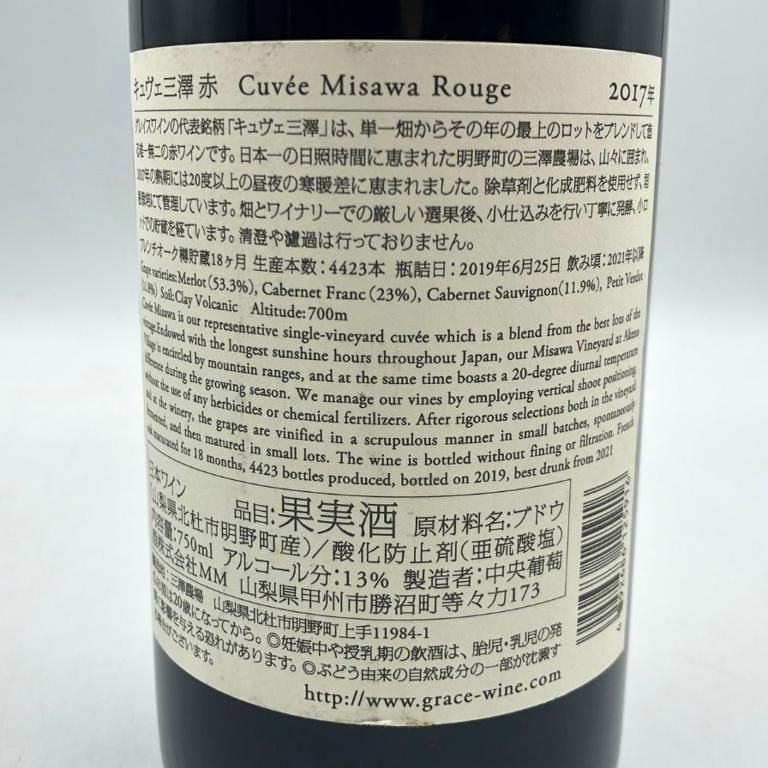 キュヴェ三澤 赤 Cuvée Misawa Rouge 2017年
グレイスワインの代表銘柄「キュヴェ三澤」は、単一畑からその年の最上のロットをブレンドして造
る唯一無二の赤ワインです。日本一の日照時間に恵まれた明野町の三澤農場は、山々に囲まれ、
2017年の熟期には20度以上の昼夜の寒暖差に恵まれました。除草剤と化成肥料を使用せず、垣
にて管理しています。畑とワイナリーでの厳しい選果後、小仕込みを行い丁寧に発酵、小ロ
ットでの貯蔵を経ています。清澄や濾過は行っておりません。
フレンチオーク樽貯蔵18ヶ月 生産本数:4423本 瓶詰日:2019年6月25日 飲み頃:2021年以降
Grape varieties:Merlot (53.3%), Cabernet Franc (23%), Cabernet Sauvignon(11.9%), Petit Verdot
(11.8%) Soil:Clay Volcanic Altitude:700m
Cuvée Misawa is our representative single-vineyard cuvée which is a blend from the best lots of the
vintage.Endowed with the longest sunshine hours throughout Japan, our Misawa Vineyard at Akeno
Village is encircled by mountain ranges, and at the same time boasts a 20-degree diurnal temperature
difference during the growing season. We manage our vines by employing vertical shoot positioning,
without the use of any herbicides or chemical fertilizers. After rigorous selections both in the vineyard
and at the winery, the grapes are vinified in a scrupulous manner in small batches, spontaneously
fermented, and then matured in small lots. The wine is bottled without fining or filtration. French
oak maturated for 18 months, 4423 bottles produced, bottled on 2019, best drunk from 2021
日本ワイン 品目:果実酒 原材料名:ブドウ
(山梨県北杜市明野町産)/酸化防止剤(亜硫酸塩)
内容量:750ml アルコール分:13% 製造者:中央葡萄
酒株式会社MM 山梨県甲州市勝沼町等々力173
三澤農場 山梨県北杜市明野町上手11984-1
は20歳になってから。◎妊娠中や授乳期の飲酒は、胎児・乳児の発
を与える恐れがあります。◎ぶどう由来の自然成分の一部が沈澱す
ございます。
http://www.grace-wine.com